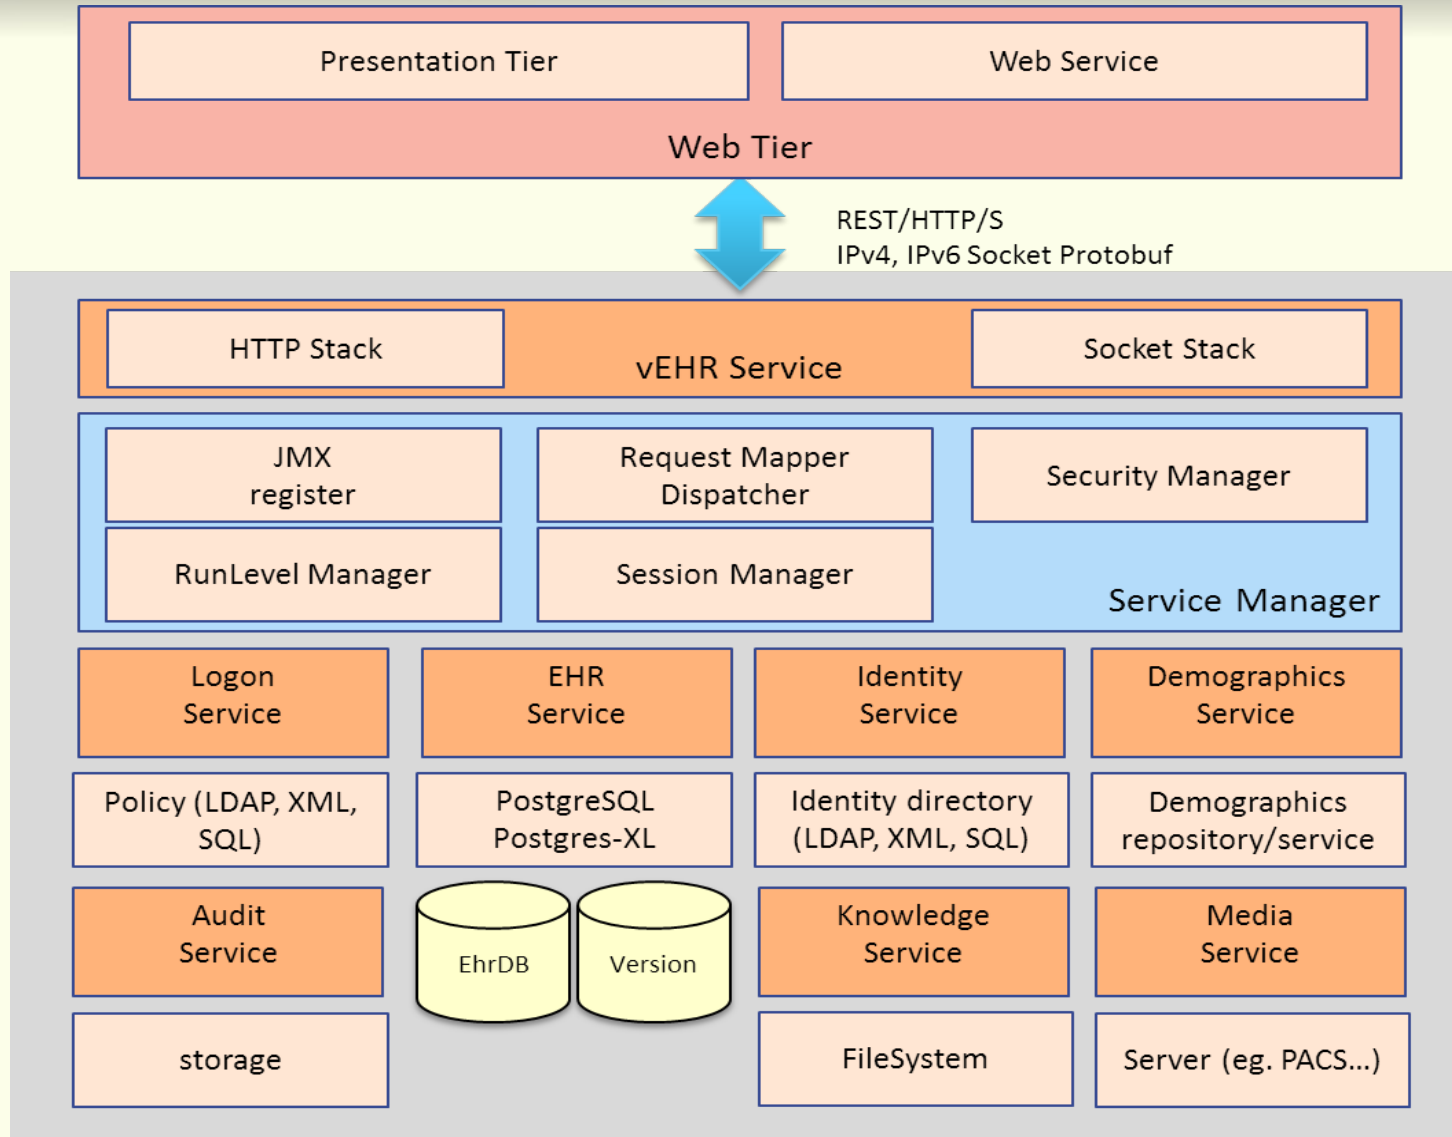 Presentation Tier
Web Service
Web Tier
REST/HTTP/S
IPv4, IPv6 Socket Protobuf
HTTP Stack
vEHR Service
Socket Stack
JMX
register
Request Mapper
Dispatcher
Security Manager
RunLevel Manager
Session Manager
Service Manager
Logon
Service
EHR
Service
Identity
Service
Demographics
Service
Policy (LDAP, XML,
SQL)
PostgreSQL
Postgres-XL
Identity directory
(LDAP, XML, SQL)
Demographics
repository/service
Audit
Service
EhrDB
Version
Knowledge
Service
Media
Service
storage
FileSystem
Server (eg. PACS...)